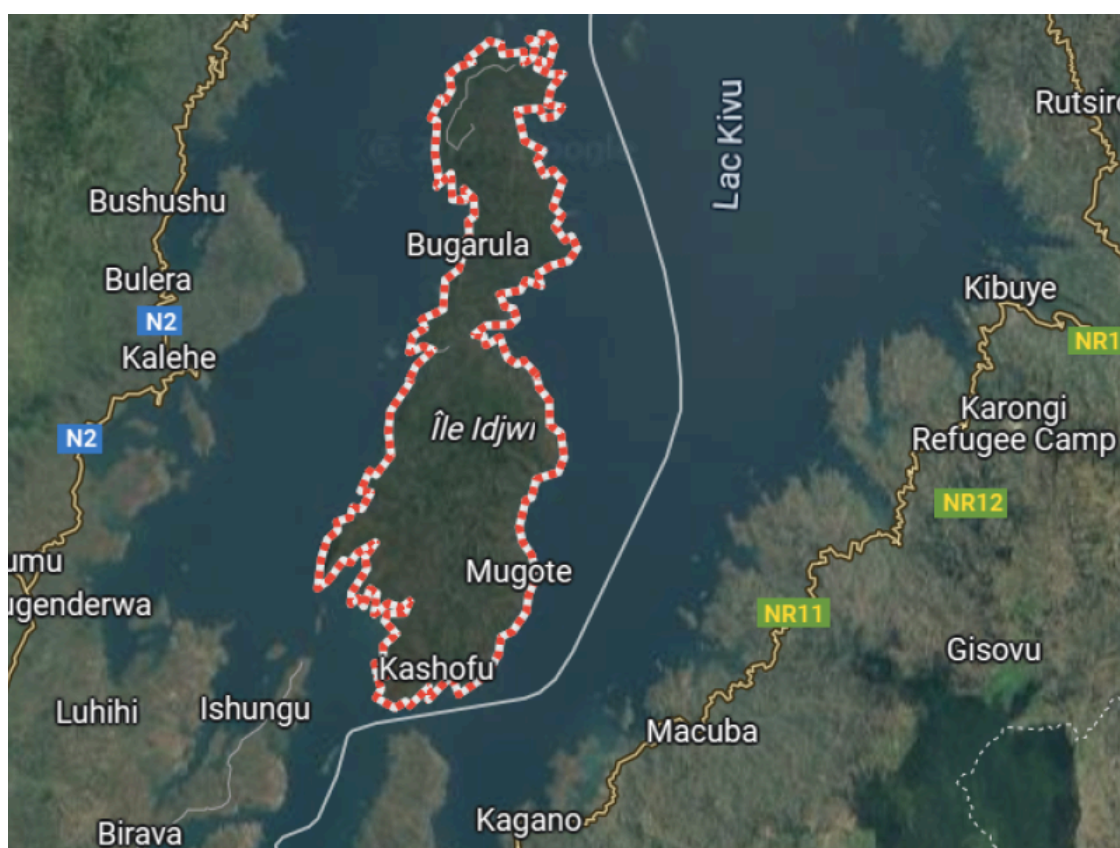 Lac Kivu
Rutsiro
Bushushu
Bugarula
Bulera
Kibuye
N2
NR1
Kalehe
Karongi
Refugee Camp
Île Idjwi
N2
NR12
umu
Mugote
ugenderwa
NR11
Gisovu
Kashofu
Luhihi
Ishungu
Macuba
Kagano
Birava